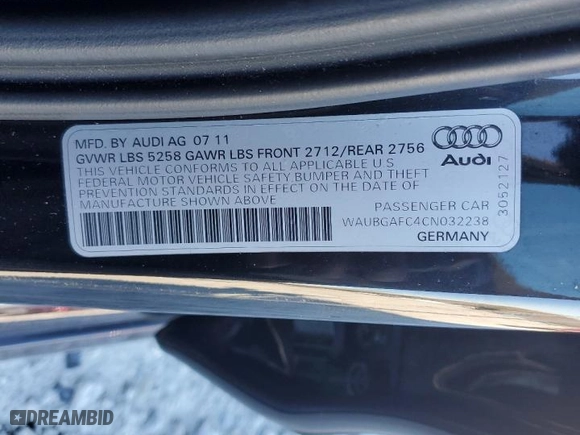 MFD. BY AUDI AG 07 11
GVWR LBS 5258 GAWR LBS FRONT 2712/REAR 2756
THIS VEHICLE CONFORMS TO ALL APPLICABLE U S
FEDERAL MOTOR VEHICLE SAFETY BUMPER AND THEFT
PREVENTION STANDARDS IN EFFECT ON THE DATE OF
MANUFACTURE SHOWN ABOVE
Audi
3052127
PASSENGER CAR
WAUBGAFC4CN032238
GERMANY
DREAMBID